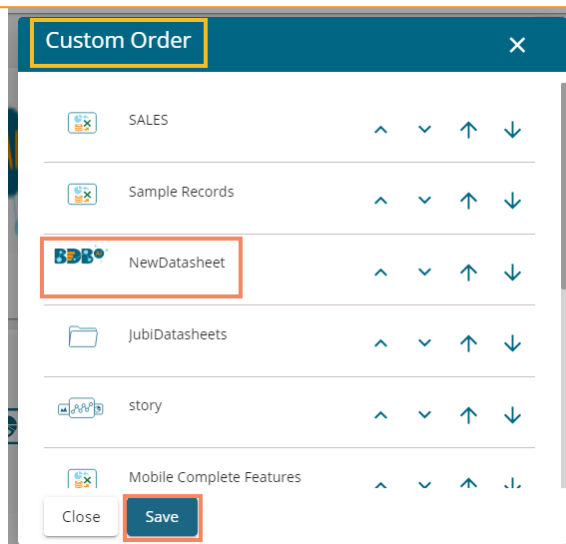 Custom Order
SALES
Sample Records
BDB NewDatasheet
JubiDatasheets
story
Mobile Complete Features
Close Save